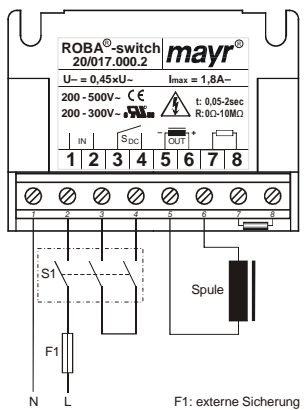 ROBA®-switch
20/017.000.2
mayr®
U– = 0,45xU~ Imax = 1,8A–
200 - 500V~ CE
200 - 300V~
t: 0,05-2sec
R:0Ω-10MΩ
IN SDC – OUT +
1 2 3 4 5 6 7 8
1 2 3 4 5 6 7 8
S1
Spule
F1
N L
F1: externe Sicherung